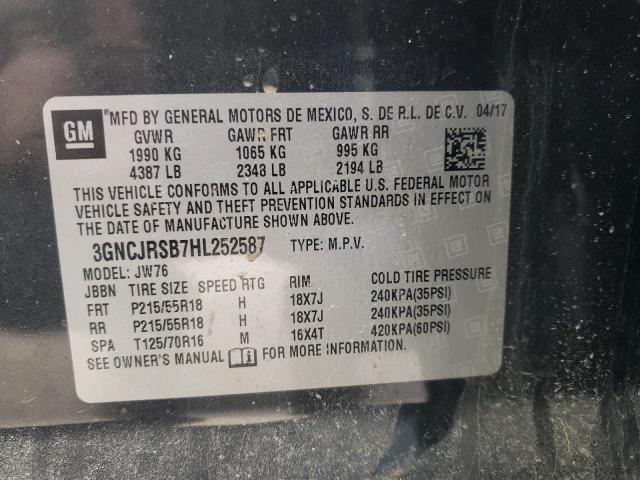 GM
®MFD BY GENERAL MOTORS DE MEXICO, S. DE R.L. DE C.V. 04/17
GVWR GAWR FRT GAWR RR
1990 KG 1065 KG 995 KG
4387 LB 2348 LB 2194 LB
THIS VEHICLE CONFORMS TO ALL APPLICABLE U.S. FEDERAL MOTOR
VEHICLE SAFETY AND THEFT PREVENTION STANDARDS IN EFFECT ON
THE DATE OF MANUFACTURE SHOWN ABOVE.
3GNCJRSB7HL252587 TYPE: M.P.V.
MODEL: JW76
JBBN TIRE SIZE SPEED RTG RIM COLD TIRE PRESSURE
FRT P215/55R18 H 18X7J 240KPA(35PSI)
RR P215/55R18 H 18X7J 240KPA(35PSI)
SPA T125/70R16 M 16X4T 420KPA(60PSI)
SEE OWNER'S MANUAL FOR MORE INFORMATION.